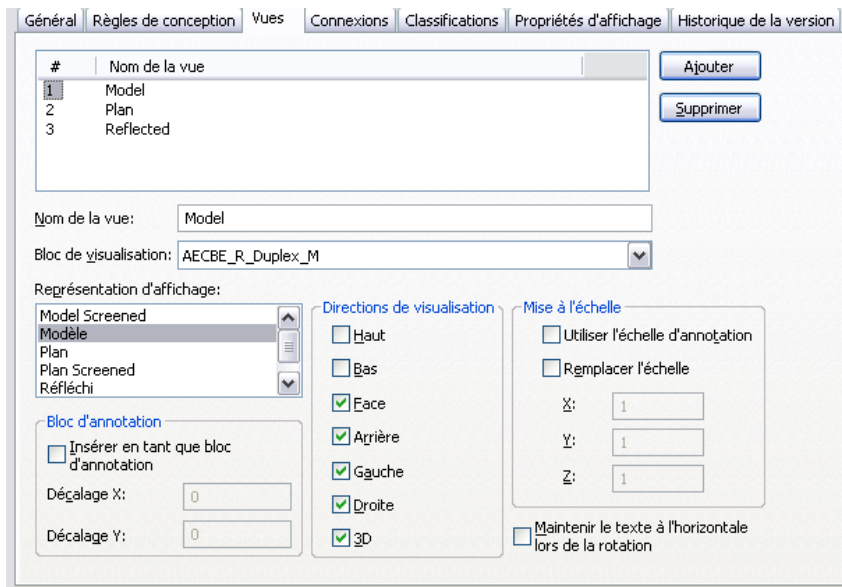 Général Règles de conception Vues Connexions Classifications Propriétés d'affichage Historique de la version
# Nom de la vue
1 Model
2 Plan
3 Reflected
Ajouter
Supprimer
Nom de la vue: Model
Bloc de visualisation: AECBE_R_Duplex_M
Représentation d'affichage:
Model Screened
Modèle
Plan
Plan Screened
Réfléchi
Bloc d'annotation
Insérer en tant que bloc
d'annotation
Décalage X: 0
Décalage Y: 0
Directions de visualisation
Haut
Bas
Face
Arrière
Gauche
Droite
3D
Mise à l'échelle
Utiliser l'échelle d'annotation
Remplacer l'échelle
X: 1
Y: 1
Z: 1
Maintenir le texte à l'horizontale
lors de la rotation